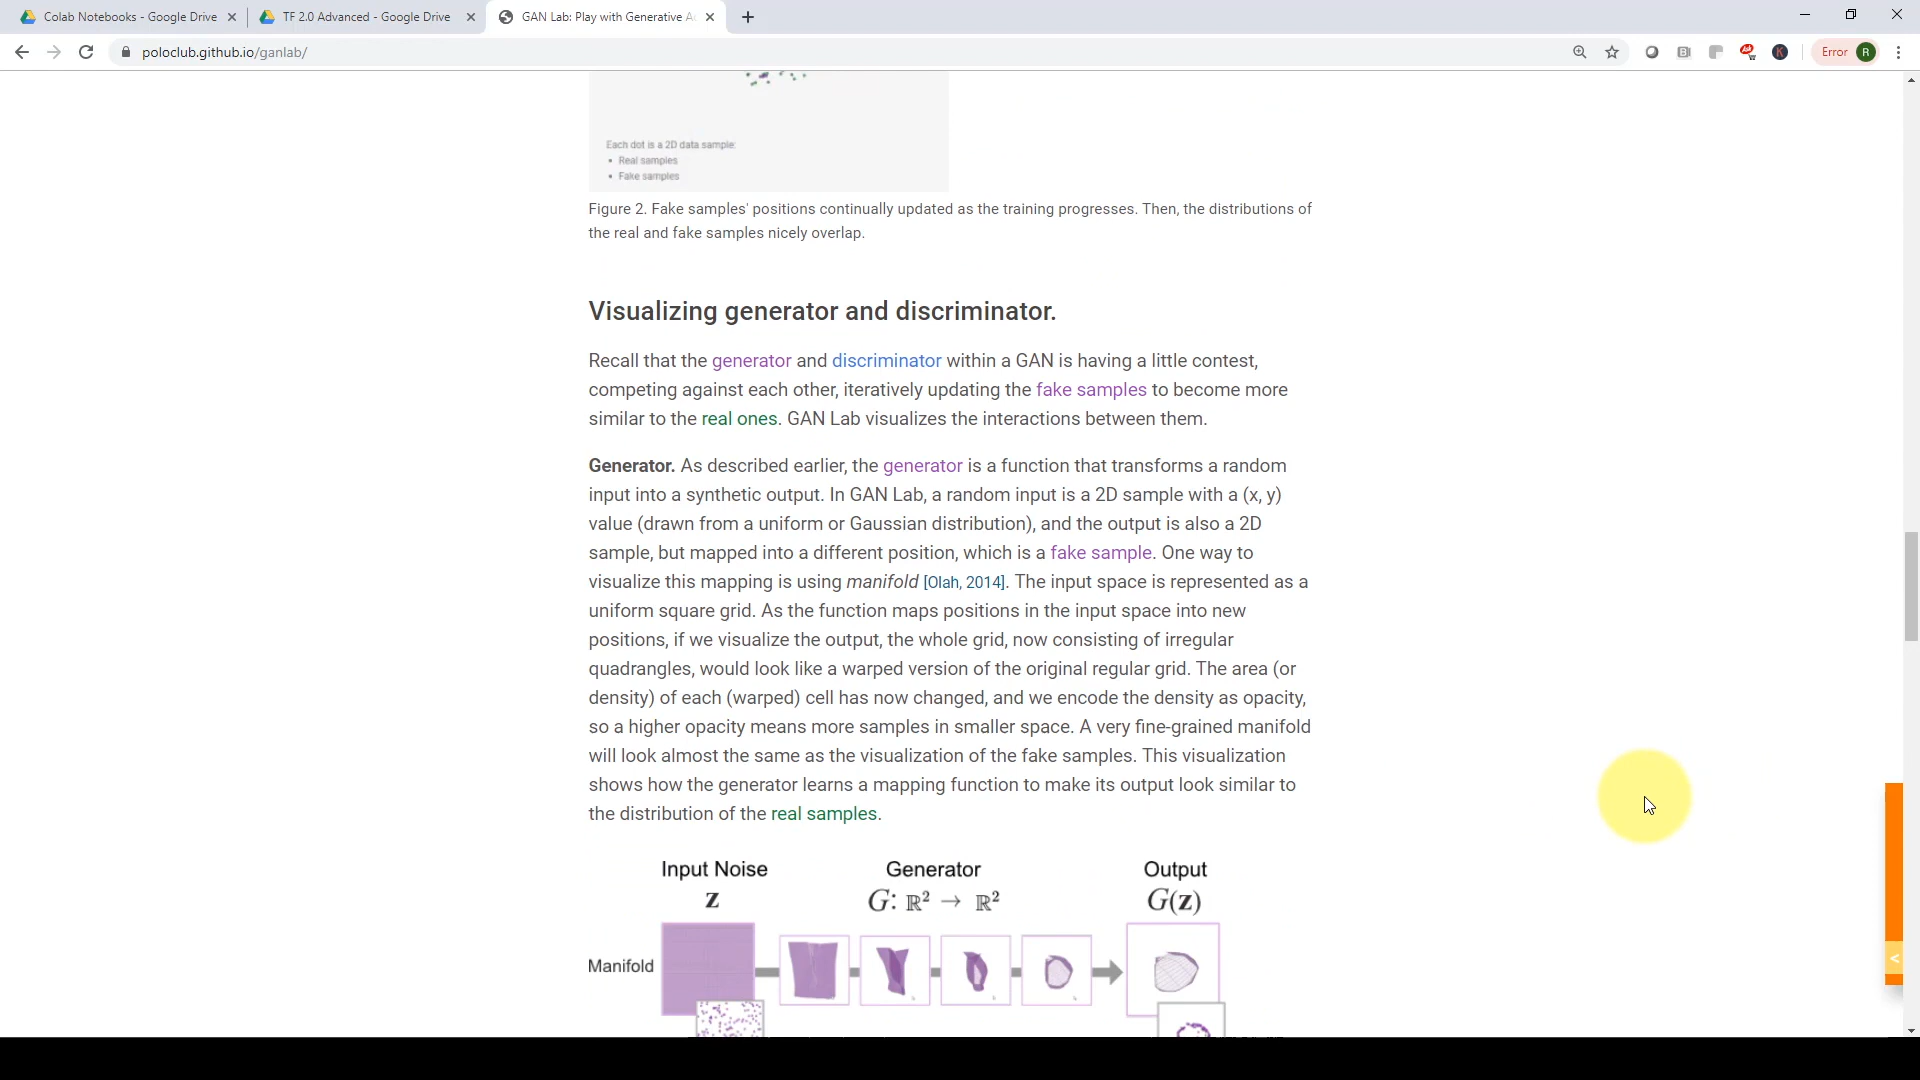 Colab Notebooks - Google Drive
TF 2.0 Advanced - Google Drive
GAN Lab: Play with Generative A
poloclub.github.io/ganlab/
Error R
Each dot is a 2D data sample:
• Real samples
• Fake samples
Figure 2. Fake samples' positions continually updated as the training progresses. Then, the distributions of
the real and fake samples nicely overlap.
Visualizing generator and discriminator.
Recall that the generator and discriminator within a GAN is having a little contest,
competing against each other, iteratively updating the fake samples to become more
similar to the real ones. GAN Lab visualizes the interactions between them.
Generator. As described earlier, the generator is a function that transforms a random
input into a synthetic output. In GAN Lab, a random input is a 2D sample with a (x, y)
value (drawn from a uniform or Gaussian distribution), and the output is also a 2D
sample, but mapped into a different position, which is a fake sample. One way to
visualize this mapping is using manifold [Olah, 2014]. The input space is represented as a
uniform square grid. As the function maps positions in the input space into new
positions, if we visualize the output, the whole grid, now consisting of irregular
quadrangles, would look like a warped version of the original regular grid. The area (or
density) of each (warped) cell has now changed, and we encode the density as opacity,
so a higher opacity means more samples in smaller space. A very fine-grained manifold
will look almost the same as the visualization of the fake samples. This visualization
shows how the generator learns a mapping function to make its output look similar to
the distribution of the real samples.
Input Noise Generator Output
z G: ℝ² → ℝ² G(z)
Manifold
<